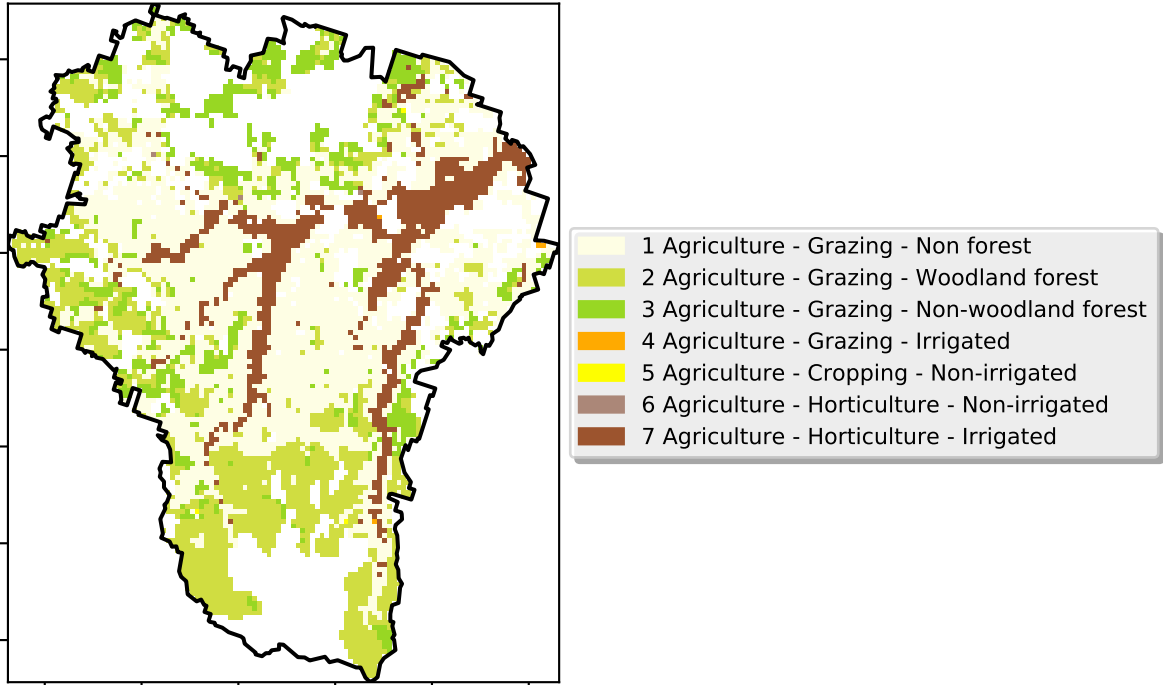 1 Agriculture - Grazing - Non forest
2 Agriculture - Grazing - Woodland forest
3 Agriculture - Grazing - Non-woodland forest
4 Agriculture - Grazing - Irrigated
5 Agriculture - Cropping - Non-irrigated
6 Agriculture - Horticulture - Non-irrigated
7 Agriculture - Horticulture - Irrigated